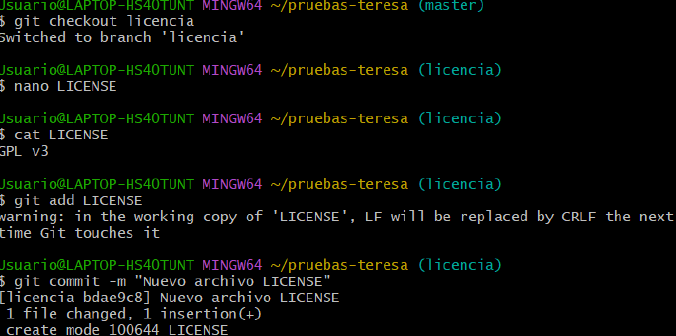 Usuario@LAPTOP-HS4OTUNT MINGW64 ~/pruebas-teresa (master)
$ git checkout licencia
Switched to branch 'licencia'
Usuario@LAPTOP-HS4OTUNT MINGW64 ~/pruebas-teresa (licencia)
$ nano LICENSE
Usuario@LAPTOP-HS4OTUNT MINGW64 ~/pruebas-teresa (licencia)
$ cat LICENSE
GPL v3
Usuario@LAPTOP-HS4OTUNT MINGW64 ~/pruebas-teresa (licencia)
$ git add LICENSE
warning: in the working copy of 'LICENSE', LF will be replaced by CRLF the next
time Git touches it
Usuario@LAPTOP-HS4OTUNT MINGW64 ~/pruebas-teresa (licencia)
$ git commit -m "Nuevo archivo LICENSE"
[licencia bdae9c8] Nuevo archivo LICENSE
1 file changed, 1 insertion(+)
create mode 100644 LICENSE